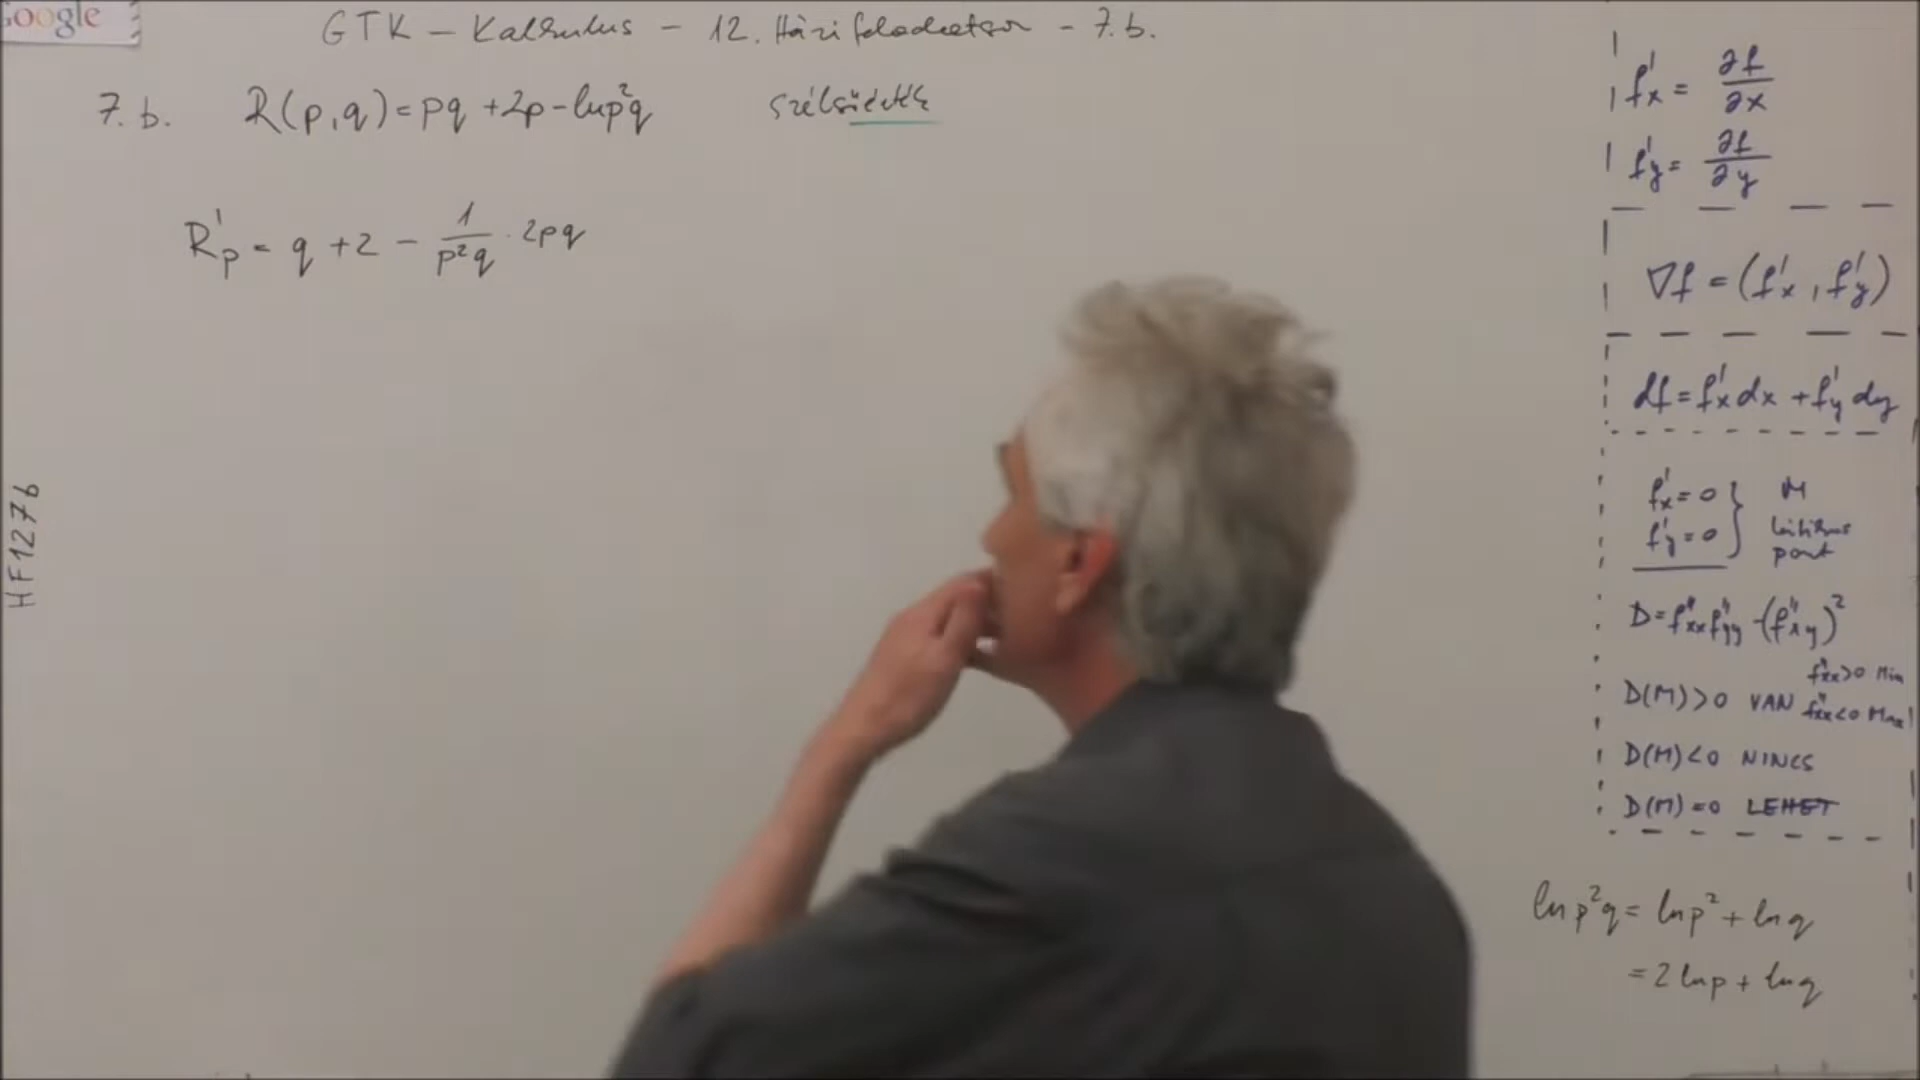 Google
GTK - Kalkulus - 12. Házi feladatsor - 7.b.
7. b. R(p,q) = pq + 2p - ln p²q szélsőérték
R'p = q + 2 - 1/p²q · 2pq
HF1276
f'x = ∂f/∂x
f'y = ∂f/∂y
∇f = (f'x, f'y)
df = f'x dx + f'y dy
f'x = 0 } M
f'y = 0 kritikus pont
D = f''xx f''yy - (f''xy)²
D(M) > 0 VAN f''xx > 0 Min
f''xx < 0 Max
D(M) < 0 NINCS
D(M) = 0 LEHET
ln p²q = ln p² + ln q
= 2 ln p + ln q